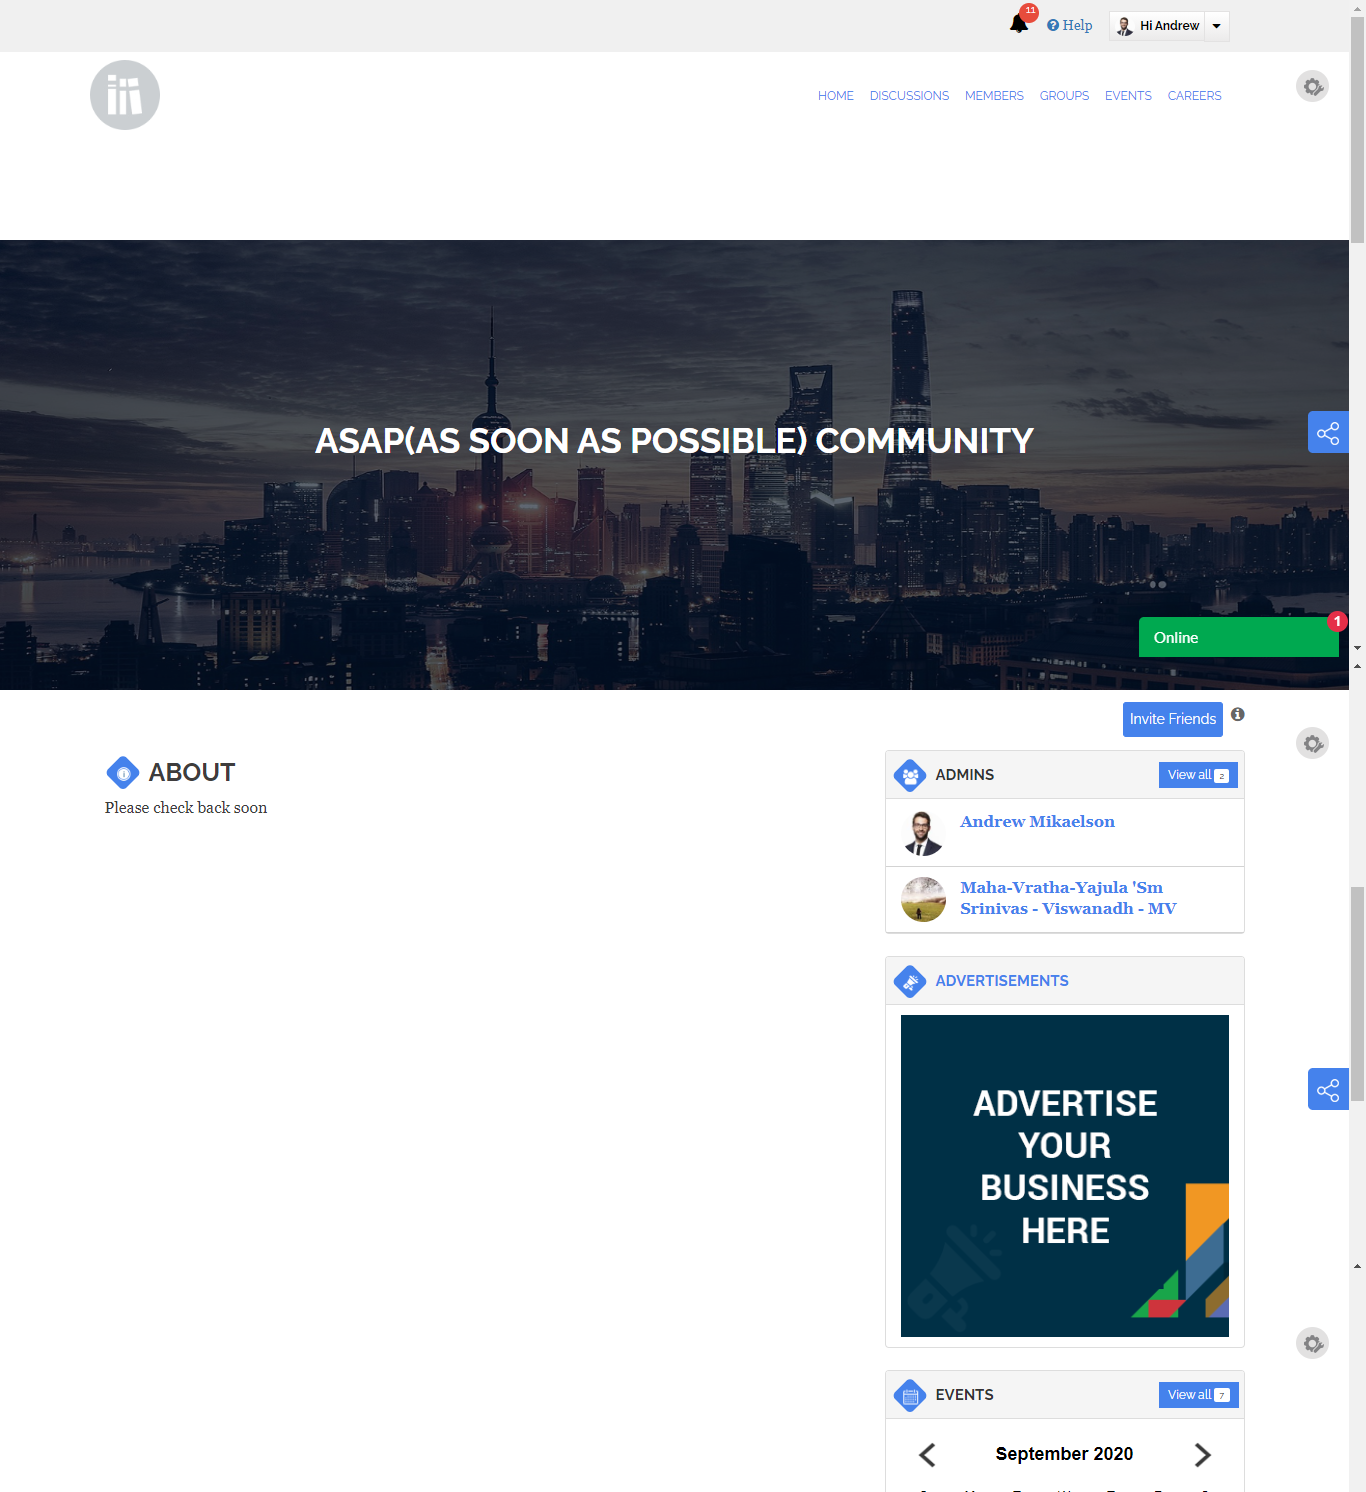 11
Help
Hi Andrew
HOME DISCUSSIONS MEMBERS GROUPS EVENTS CAREERS
ASAP(AS SOON AS POSSIBLE) COMMUNITY
1
Online
Invite Friends
ABOUT
Please check back soon
ADMINS
View all 2
Andrew Mikaelson
Maha-Vratha-Yajula 'Sm
Srinivas - Viswanadh - MV
ADVERTISEMENTS
ADVERTISE
YOUR
BUSINESS
HERE
EVENTS
View all 7
September 2020